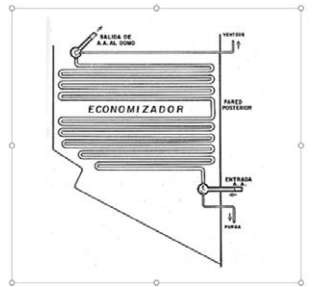 SALIDA DE
A.A. AL DOMO
VENTEOS
ECONOMIZADOR
PARED
POSTERIOR
ENTRADA
A. A.
PURGA